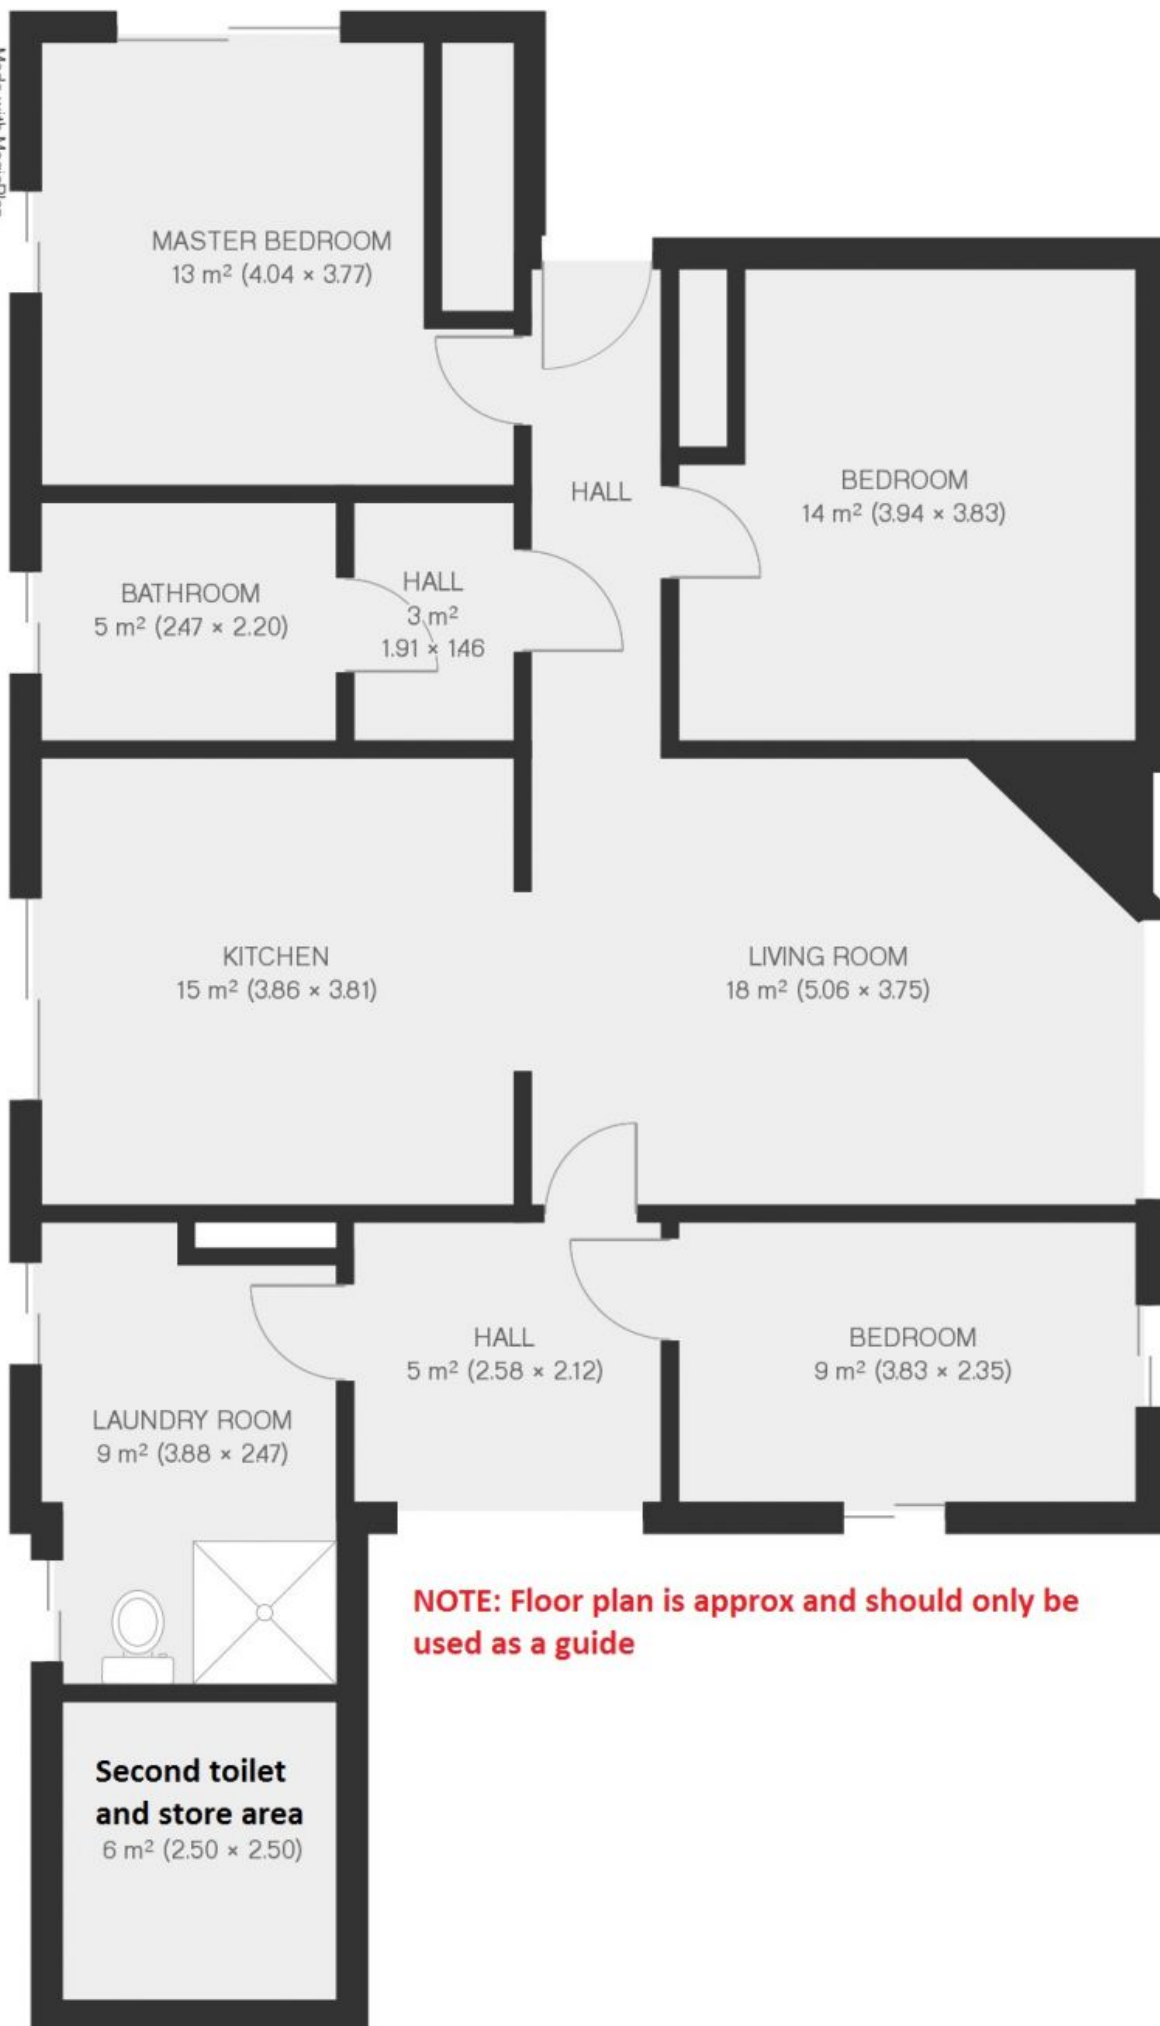 MASTER BEDROOM
13 m² (4.04 × 3.77)
HALL
BEDROOM
14 m² (3.94 × 3.83)
BATHROOM
5 m² (2.47 × 2.20)
HALL
3 m²
1.91 × 1.46
KITCHEN
15 m² (3.86 × 3.81)
LIVING ROOM
18 m² (5.06 × 3.75)
HALL
5 m² (2.58 × 2.12)
BEDROOM
9 m² (3.83 × 2.35)
LAUNDRY ROOM
9 m² (3.88 × 2.47)
NOTE: Floor plan is approx and should only be
used as a guide
Second toilet
and store area
6 m² (2.50 × 2.50)